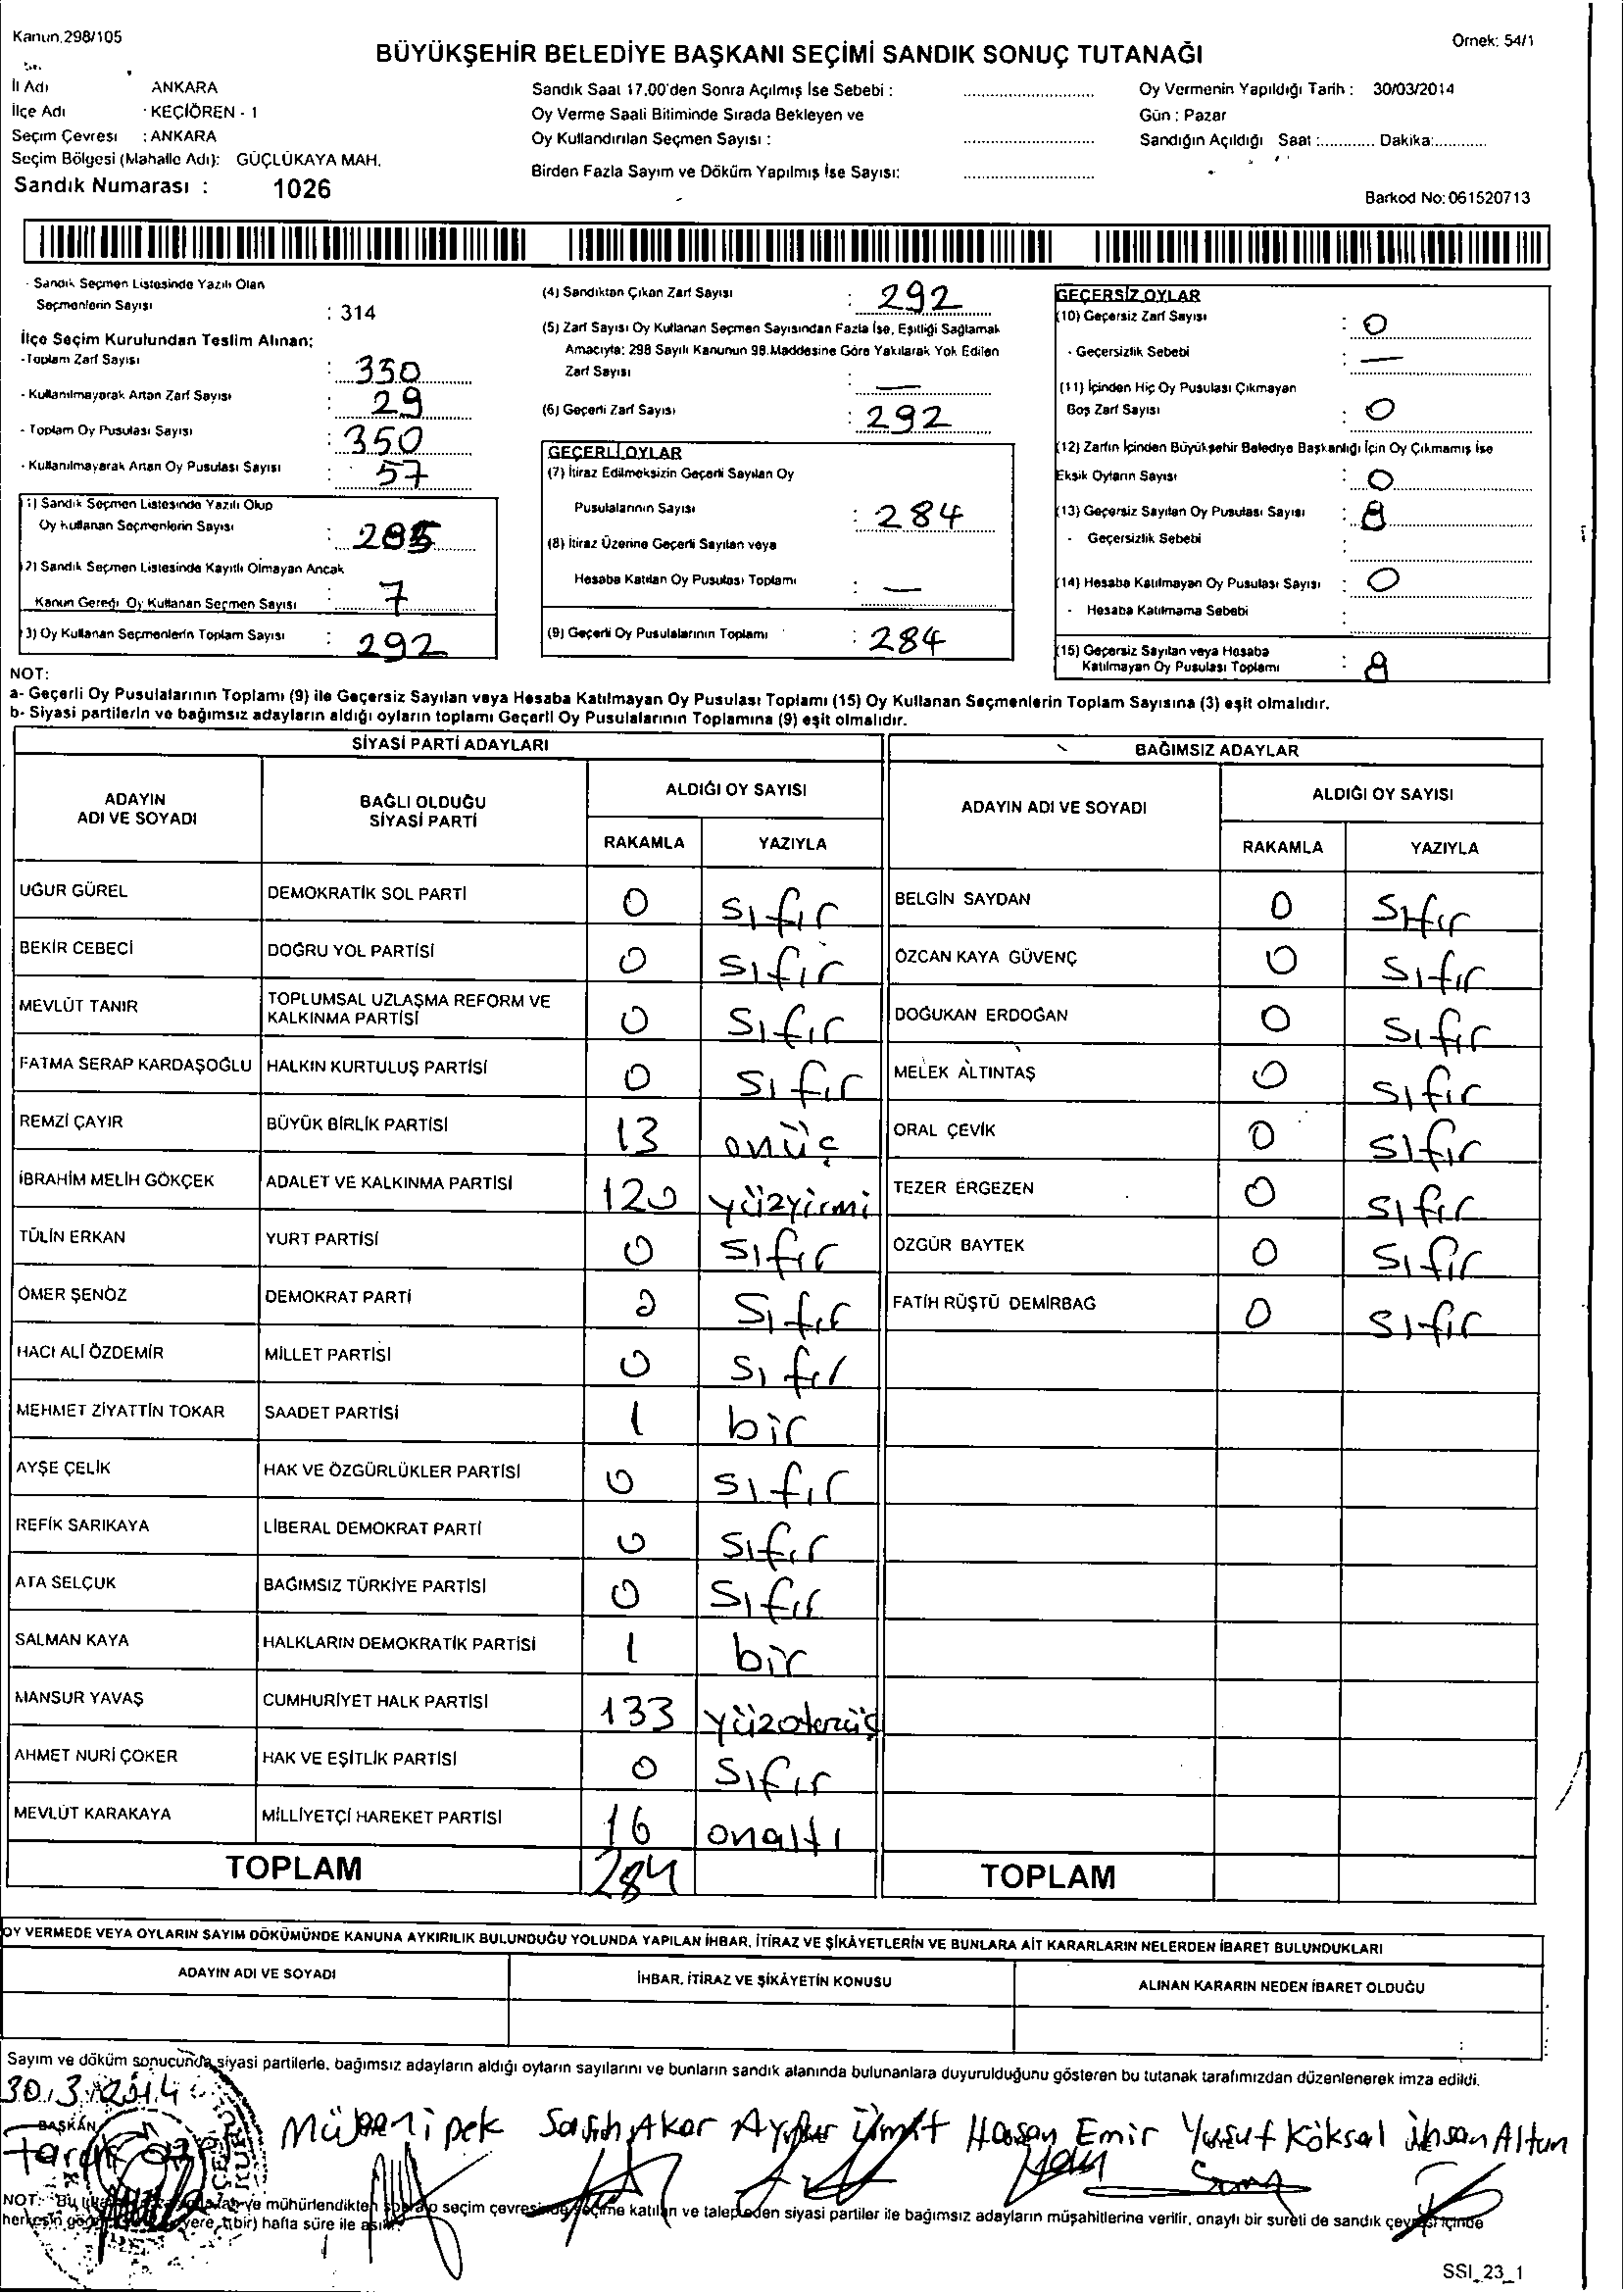 Kanun.298/105
Örnek: 54/1
BÜYÜKŞEHİR BELEDİYE BAŞKANI SEÇİMİ SANDIK SONUÇ TUTANAĞI
İl Adı : ANKARA
İlçe Adı : KEÇİÖREN - 1
Seçim Çevresi : ANKARA
Seçim Bölgesi (Mahalle Adı): GÜÇLÜKAYA MAH.
Sandık Numarası : 1026
Sandık Saat 17.00'den Sonra Açılmış İse Sebebi :
Oy Verme Saati Bitiminde Sırada Bekleyen ve
Oy Kullandırılan Seçmen Sayısı :
Birden Fazla Sayım ve Döküm Yapılmış İse Sayısı:
Oy Vermenin Yapıldığı Tarih : 30/03/2014
Gün : Pazar
Sandığın Açıldığı Saat :............ Dakika:............
Barkod No:061520713
- Sandık Seçmen Listesinde Yazılı Olan
Seçmenlerin Sayısı : 314
İlçe Seçim Kurulundan Teslim Alınan:
-Toplam Zarf Sayısı : 330
- Kullanılmayarak Artan Zarf Sayısı : 29
- Toplam Oy Pusulası Sayısı : 350
- Kullanılmayarak Artan Oy Pusulası Sayısı : 57
(1) Sandık Seçmen Listesinde Yazılı Olup
Oy Kullanan Seçmenlerin Sayısı : 285
(2) Sandık Seçmen Listesinde Kayıtlı Olmayan Ancak
Kanun Gereği Oy Kullanan Seçmen Sayısı : 7
(3) Oy Kullanan Seçmenlerin Toplam Sayısı : 292
(4) Sandıktan Çıkan Zarf Sayısı : 292
(5) Zarf Sayısı Oy Kullanan Seçmen Sayısından Fazla İse, Eşitliği Sağlamak
Amacıyla; 298 Sayılı Kanunun 98.Maddesine Göre Yakılarak Yok Edilen
Zarf Sayısı : —
(6) Geçerli Zarf Sayısı : 292
GEÇERLİ OYLAR
(7) İtiraz Edilmeksizin Geçerli Sayılan Oy
Pusulalarının Sayısı : 284
(8) İtiraz Üzerine Geçerli Sayılan veya
Hesaba Katılan Oy Pusulası Toplamı : —
(9) Geçerli Oy Pusulalarının Toplamı : 284
GEÇERSİZ OYLAR
(10) Geçersiz Zarf Sayısı : 0
- Geçersizlik Sebebi : —
(11) İçinden Hiç Oy Pusulası Çıkmayan
Boş Zarf Sayısı : 0
(12) Zarfın İçinden Büyükşehir Belediye Başkanlığı İçin Oy Çıkmamış İse
Eksik Oyların Sayısı : 0
(13) Geçersiz Sayılan Oy Pusulası Sayısı : 8
- Geçersizlik Sebebi :
(14) Hesaba Katılmayan Oy Pusulası Sayısı : 0
- Hesaba Katılmama Sebebi :
(15) Geçersiz Sayılan veya Hesaba
Katılmayan Oy Pusulası Toplamı : 8
NOT:
a- Geçerli Oy Pusulalarının Toplamı (9) ile Geçersiz Sayılan veya Hesaba Katılmayan Oy Pusulası Toplamı (15) Oy Kullanan Seçmenlerin Toplam Sayısına (3) eşit olmalıdır.
b- Siyasi partilerin ve bağımsız adayların aldığı oyların toplamı Geçerli Oy Pusulalarının Toplamına (9) eşit olmalıdır.
SİYASİ PARTİ ADAYLARI
ADAYIN ADI VE SOYADI
BAĞLI OLDUĞU SİYASİ PARTİ
ALDIĞI OY SAYISI
RAKAMLA YAZIYLA
UĞUR GÜREL DEMOKRATİK SOL PARTİ 0 sıfır
BEKİR CEBECİ DOĞRU YOL PARTİSİ 0 sıfır
MEVLÜT TANIR TOPLUMSAL UZLAŞMA REFORM VE KALKINMA PARTİSİ 0 sıfır
FATMA SERAP KARDAŞOĞLU HALKIN KURTULUŞ PARTİSİ 0 sıfır
REMZİ ÇAYIR BÜYÜK BİRLİK PARTİSİ 13 onüç
İBRAHİM MELİH GÖKÇEK ADALET VE KALKINMA PARTİSİ 120 yüzyirmi
TÜLİN ERKAN YURT PARTİSİ 0 sıfır
ÖMER ŞENÖZ DEMOKRAT PARTİ 0 sıfır
HACI ALİ ÖZDEMİR MİLLET PARTİSİ 0 sıfır
MEHMET ZİYATTİN TOKAR SAADET PARTİSİ 1 bir
AYŞE ÇELİK HAK VE ÖZGÜRLÜKLER PARTİSİ 0 sıfır
REFİK SARIKAYA LİBERAL DEMOKRAT PARTİ 0 sıfır
ATA SELÇUK BAĞIMSIZ TÜRKİYE PARTİSİ 0 sıfır
SALMAN KAYA HALKLARIN DEMOKRATİK PARTİSİ 1 bir
MANSUR YAVAŞ CUMHURİYET HALK PARTİSİ 133 yüzotuzüç
AHMET NURİ ÇOKER HAK VE EŞİTLİK PARTİSİ 0 sıfır
MEVLÜT KARAKAYA MİLLİYETÇİ HAREKET PARTİSİ 16 onaltı
TOPLAM 284
BAĞIMSIZ ADAYLAR
ADAYIN ADI VE SOYADI
ALDIĞI OY SAYISI
RAKAMLA YAZIYLA
BELGİN SAYDAN 0 sıfır
ÖZCAN KAYA GÜVENÇ 0 sıfır
DOĞUKAN ERDOĞAN 0 sıfır
MELEK ALTINTAŞ 0 sıfır
ORAL ÇEVİK 0 sıfır
TEZER ERGEZEN 0 sıfır
ÖZGÜR BAYTEK 0 sıfır
FATİH RÜŞTÜ DEMİRBAĞ 0 sıfır
TOPLAM
OY VERMEDE VEYA OYLARIN SAYIM DÖKÜMÜNDE KANUNA AYKIRILIK BULUNDUĞU YOLUNDA YAPILAN İHBAR, İTİRAZ VE ŞİKÂYETLERİN VE BUNLARA AİT KARARLARIN NELERDEN İBARET BULUNDUKLARI
ADAYIN ADI VE SOYADI İHBAR, İTİRAZ VE ŞİKÂYETİN KONUSU ALINAN KARARIN NEDEN İBARET OLDUĞU
Sayım ve döküm sonucunda siyasi partilerle, bağımsız adayların aldığı oyların sayılarını ve bunların sandık alanında bulunanlara duyurulduğunu gösteren bu tutanak tarafımızdan düzenlenerek imza edildi.
30.3.2014
BAŞKAN
İpek Akar Ümit Hasan Emir Yusuf Köksal İhsan Altun
NOT: Bu ve mühürlendikten seçim çevresinde seçime katılan ve talep eden siyasi partiler ile bağımsız adayların müşahitlerine verilir, onaylı bir sureti de sandık çevresi içinde
herkesin yere, (bir) hafta süre ile asılır.
SSI_23_1